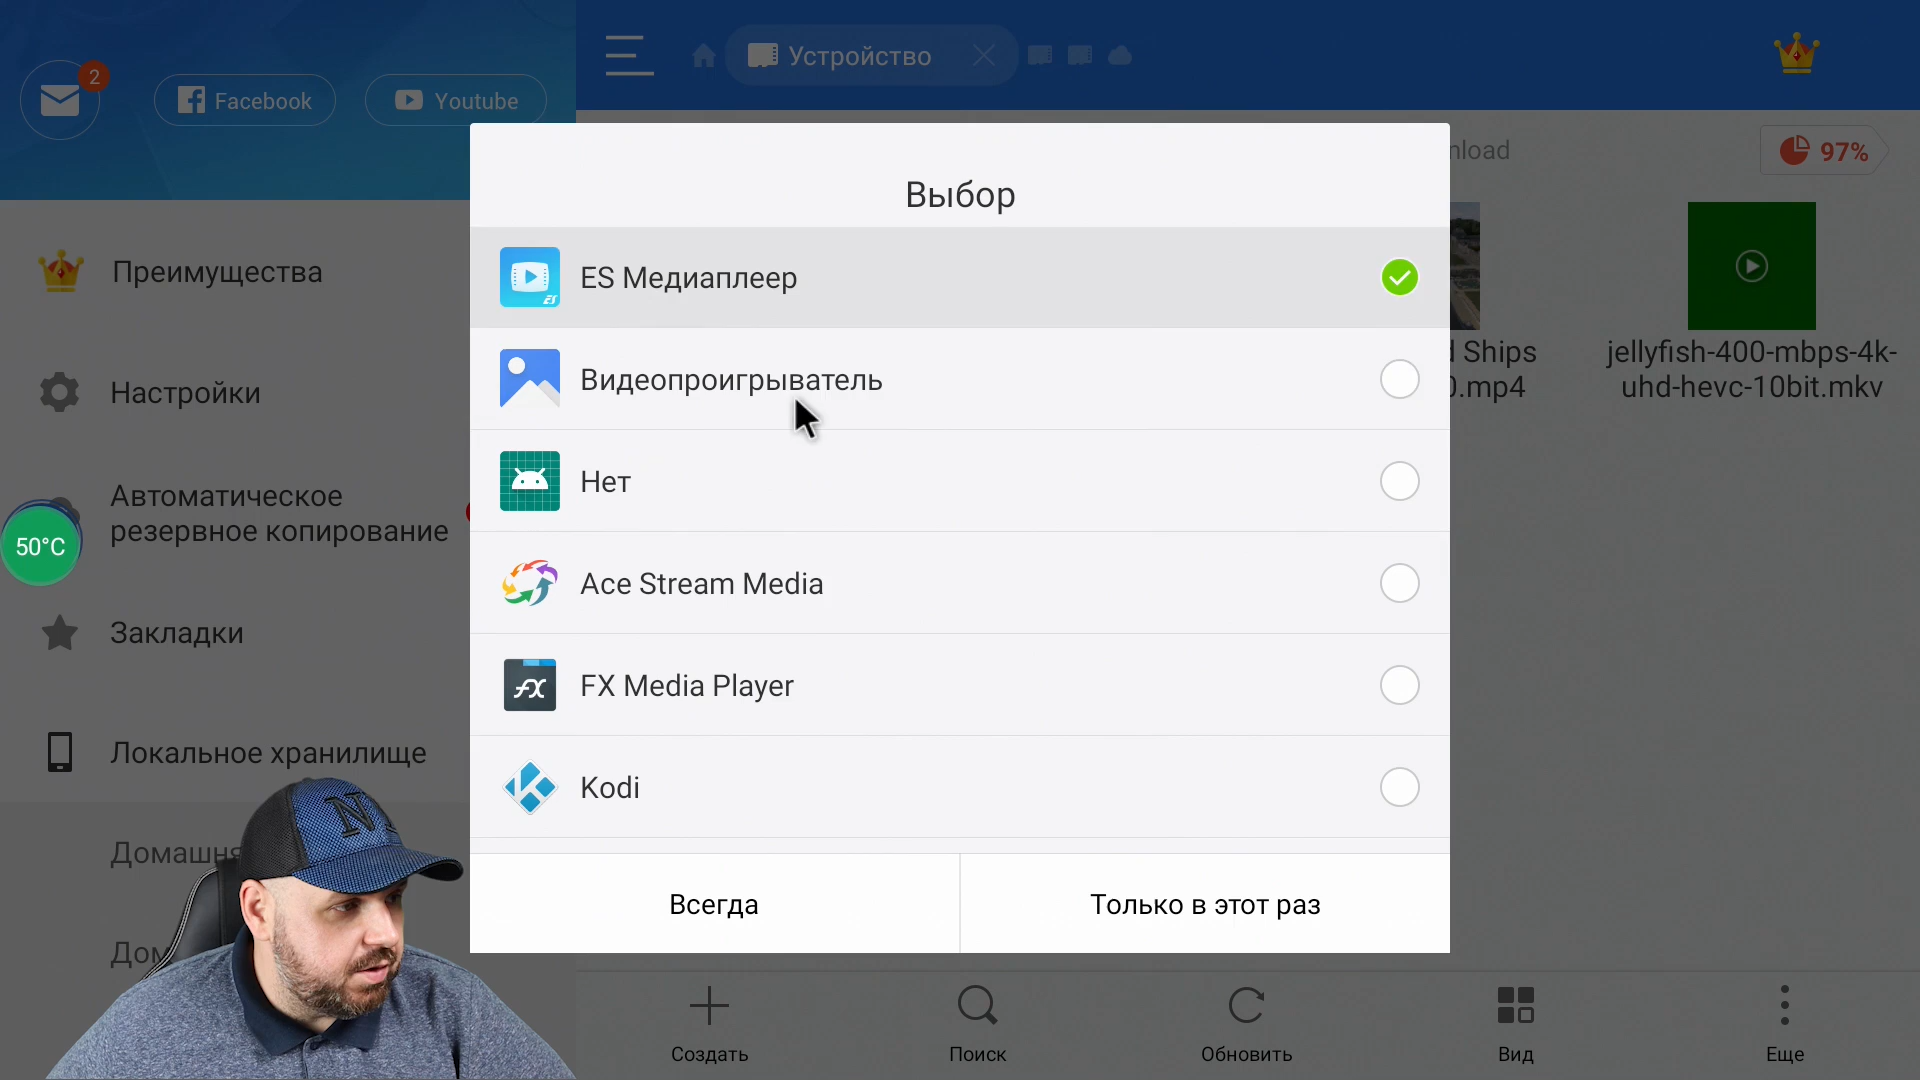 2
Facebook
Youtube
Устройство
nload
97%
Преимущества
Настройки
Автоматическое
резервное копирование
50°C
Закладки
Локальное хранилище
Выбор
ES Медиаплеер
ES
Видеопроигрыватель
Нет
Ace Stream Media
FX
FX Media Player
Kodi
Всегда
Только в этот раз
Ships
.mp4
jellyfish-400-mbps-4k-
uhd-hevc-10bit.mkv
N
Создать
Поиск
Обновить
Вид
Еще